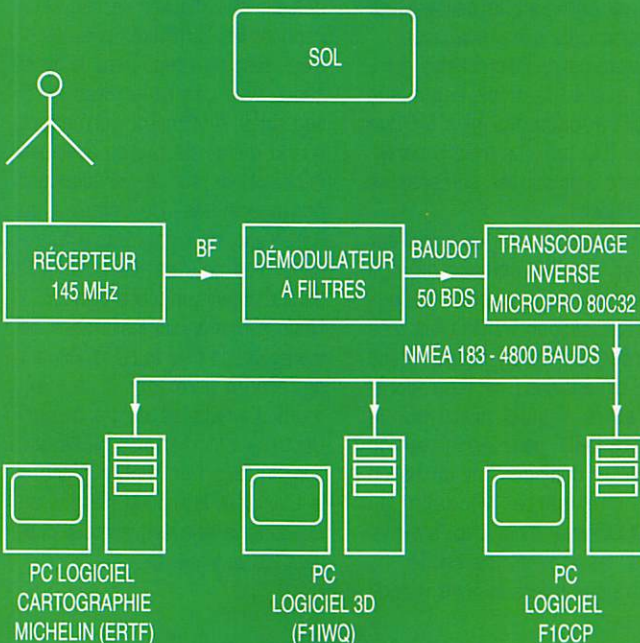 SOL
RÉCEPTEUR
145 MHz
BF
DÉMODULATEUR
A FILTRES
BAUDOT
50 BDS
TRANSCODAGE
INVERSE
MICROPRO 80C32
NMEA 183 - 4800 BAUDS
PC LOGICIEL
CARTOGRAPHIE
MICHELIN (ERTF)
PC
LOGICIEL 3D
(F1IWQ)
PC
LOGICIEL
F1CCP